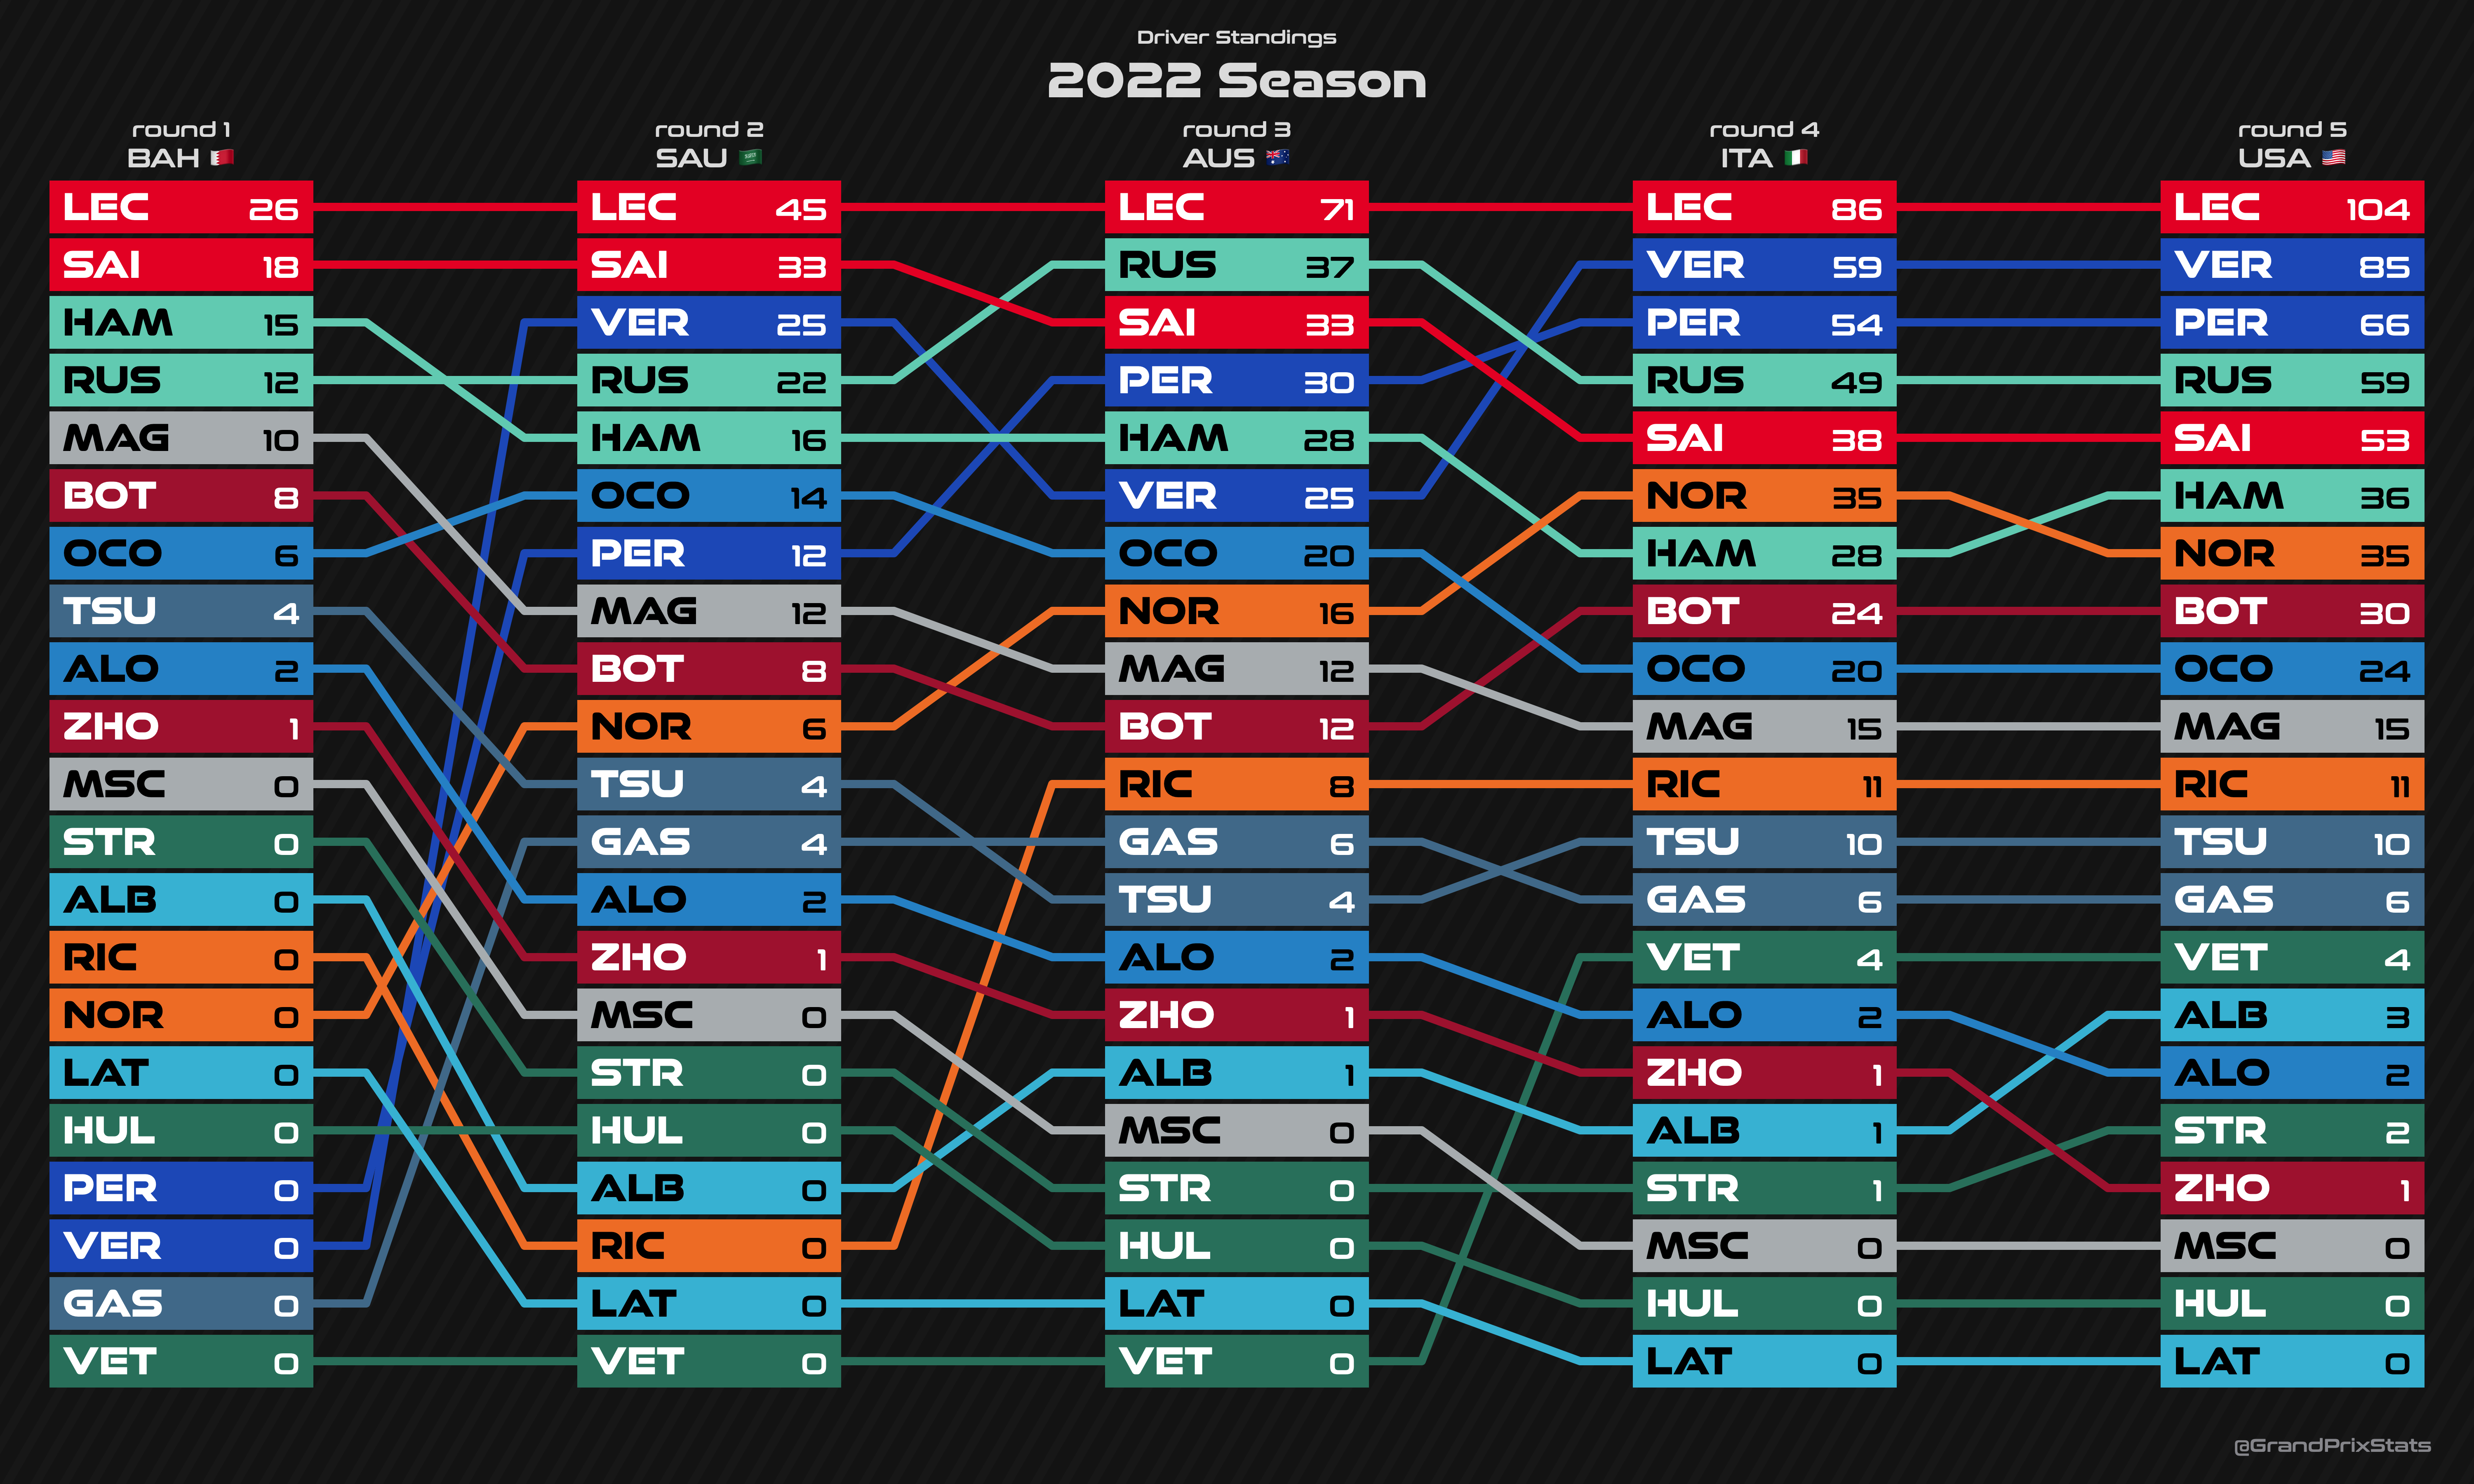 Driver Standings
2022 Season
round 1 round 2 round 3 round 4 round 5
BAH SAU AUS ITA USA
LEC 26 LEC 45 LEC 71 LEC 86 LEC 104
SAI 18 SAI 33 RUS 37 VER 59 VER 85
HAM 15 VER 25 SAI 33 PER 54 PER 66
RUS 12 RUS 22 PER 30 RUS 49 RUS 59
MAG 10 HAM 16 HAM 28 SAI 38 SAI 53
BOT 8 OCO 14 VER 25 NOR 35 HAM 36
OCO 6 PER 12 OCO 20 HAM 28 NOR 35
TSU 4 MAG 12 NOR 16 BOT 24 BOT 30
ALO 2 BOT 8 MAG 12 OCO 20 OCO 24
ZHO 1 NOR 6 BOT 12 MAG 15 MAG 15
MSC 0 TSU 4 RIC 8 RIC 11 RIC 11
STR 0 GAS 4 GAS 6 TSU 10 TSU 10
ALB 0 ALO 2 TSU 4 GAS 6 GAS 6
RIC 0 ZHO 1 ALO 2 VET 4 VET 4
NOR 0 MSC 0 ZHO 1 ALO 2 ALB 3
LAT 0 STR 0 ALB 1 ZHO 1 ALO 2
HUL 0 HUL 0 MSC 0 ALB 1 STR 2
PER 0 ALB 0 STR 0 STR 1 ZHO 1
VER 0 RIC 0 HUL 0 MSC 0 MSC 0
GAS 0 LAT 0 LAT 0 HUL 0 HUL 0
VET 0 VET 0 VET 0 LAT 0 LAT 0
@GrandPrixStats